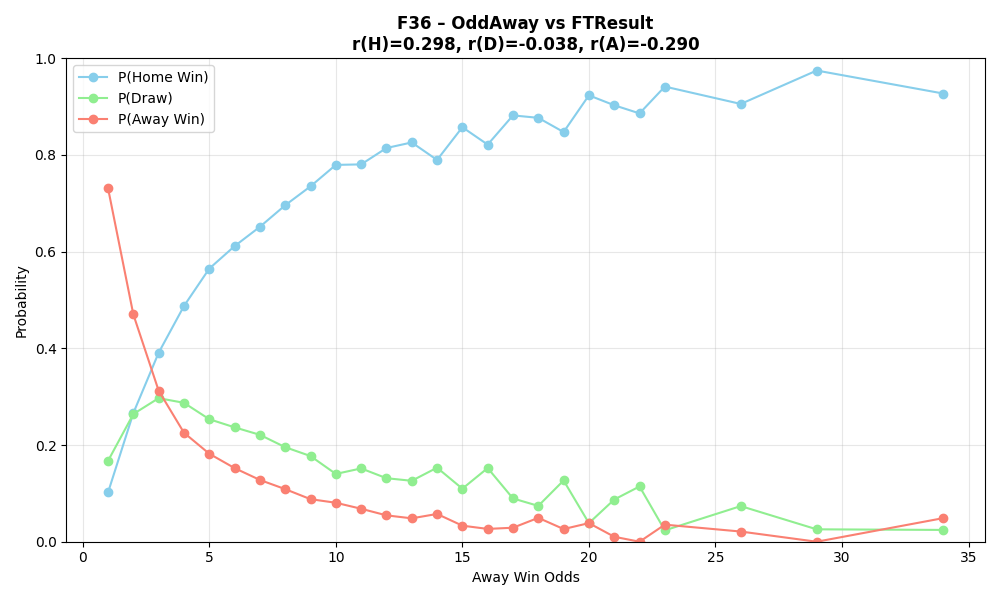 F36 – OddAway vs FTResult
r(H)=0.298, r(D)=-0.038, r(A)=-0.290
P(Home Win)
P(Draw)
P(Away Win)
Probability
1.0
0.8
0.6
0.4
0.2
0.0
0 5 10 15 20 25 30 35
Away Win Odds